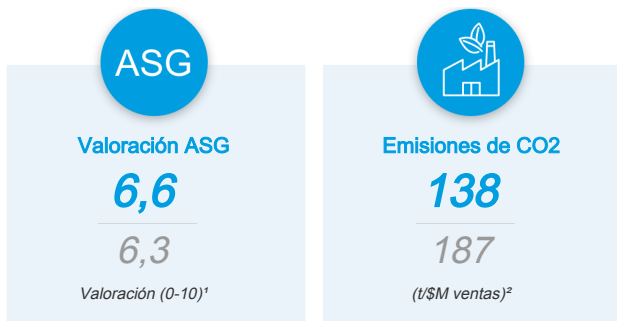 ASG
Valoración ASG
6,6
6,3
Valoración (0-10)¹
Emisiones de CO2
138
187
(t/$M ventas)²